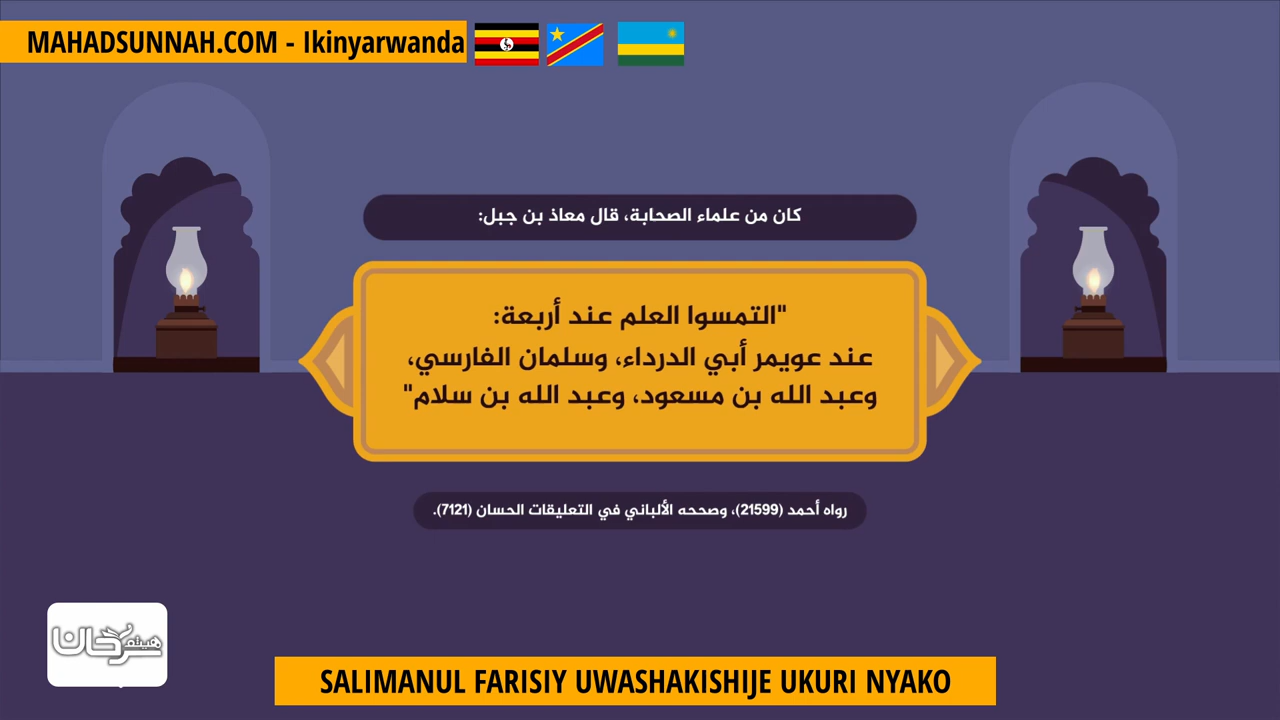 MAHADSUNNAH.COM - Ikinyarwanda
كان من علماء الصحابة، قال معاذ بن جبل:
"التمسوا العلم عند أربعة:
عند عويمر أبي الدرداء، وسلمان الفارسي،
وعبد الله بن مسعود، وعبد الله بن سلام"
رواه أحمد (21599)، وصححه الألباني في التعليقات الحسان (7121).
هيثم سرحان
SALIMANUL FARISIY UWASHAKISHIJE UKURI NYAKO